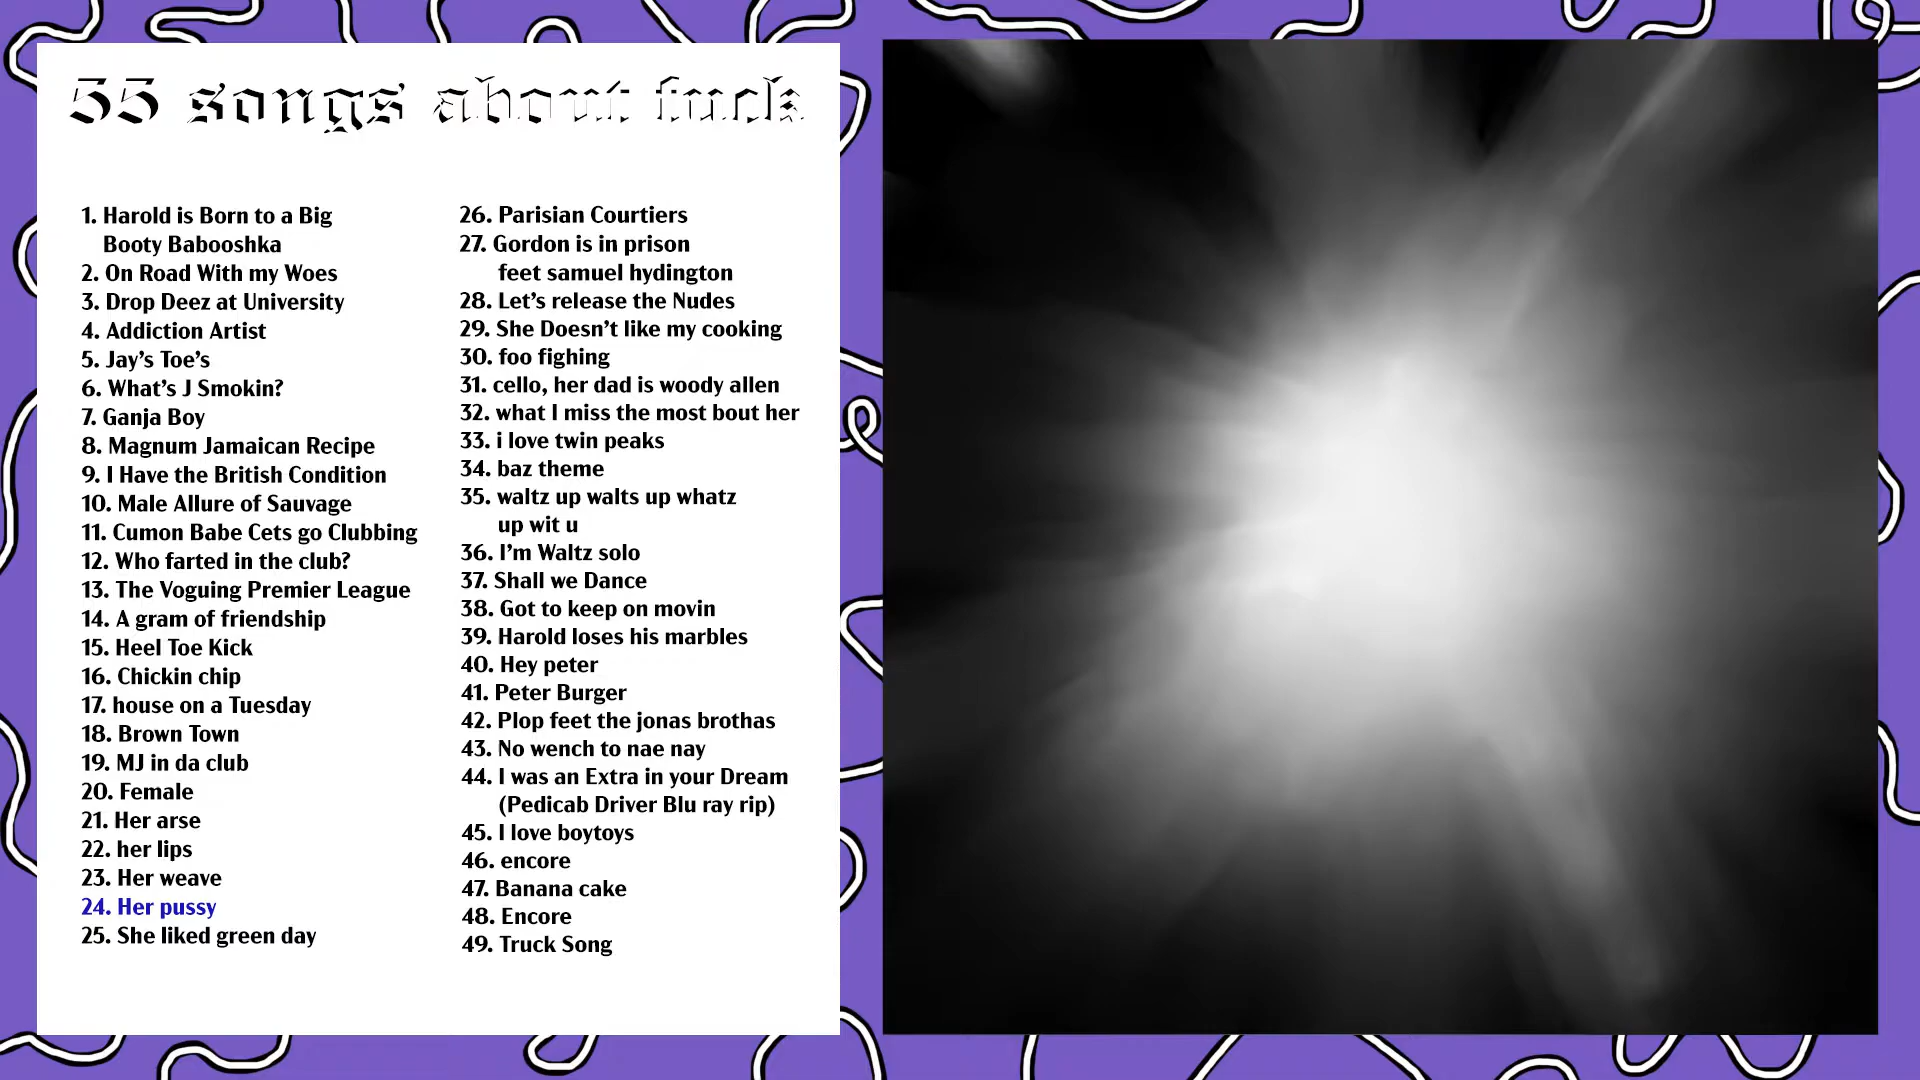 55 songs about fuck
1. Harold is Born to a Big
Booty Babooshka
2. On Road With my Woes
3. Drop Deez at University
4. Addiction Artist
5. Jay's Toe's
6. What's J Smokin?
7. Ganja Boy
8. Magnum Jamaican Recipe
9. I Have the British Condition
10. Male Allure of Sauvage
11. Cumon Babe Cets go Clubbing
12. Who farted in the club?
13. The Voguing Premier League
14. A gram of friendship
15. Heel Toe Kick
16. Chickin chip
17. house on a Tuesday
18. Brown Town
19. MJ in da club
20. Female
21. Her arse
22. her lips
23. Her weave
24. Her pussy
25. She liked green day
26. Parisian Courtiers
27. Gordon is in prison
feet samuel hydington
28. Let's release the Nudes
29. She Doesn't like my cooking
30. foo fighing
31. cello, her dad is woody allen
32. what I miss the most bout her
33. i love twin peaks
34. baz theme
35. waltz up walts up whatz
up wit u
36. I'm Waltz solo
37. Shall we Dance
38. Got to keep on movin
39. Harold loses his marbles
40. Hey peter
41. Peter Burger
42. Plop feet the jonas brothas
43. No wench to nae nay
44. I was an Extra in your Dream
(Pedicab Driver Blu ray rip)
45. I love boytoys
46. encore
47. Banana cake
48. Encore
49. Truck Song